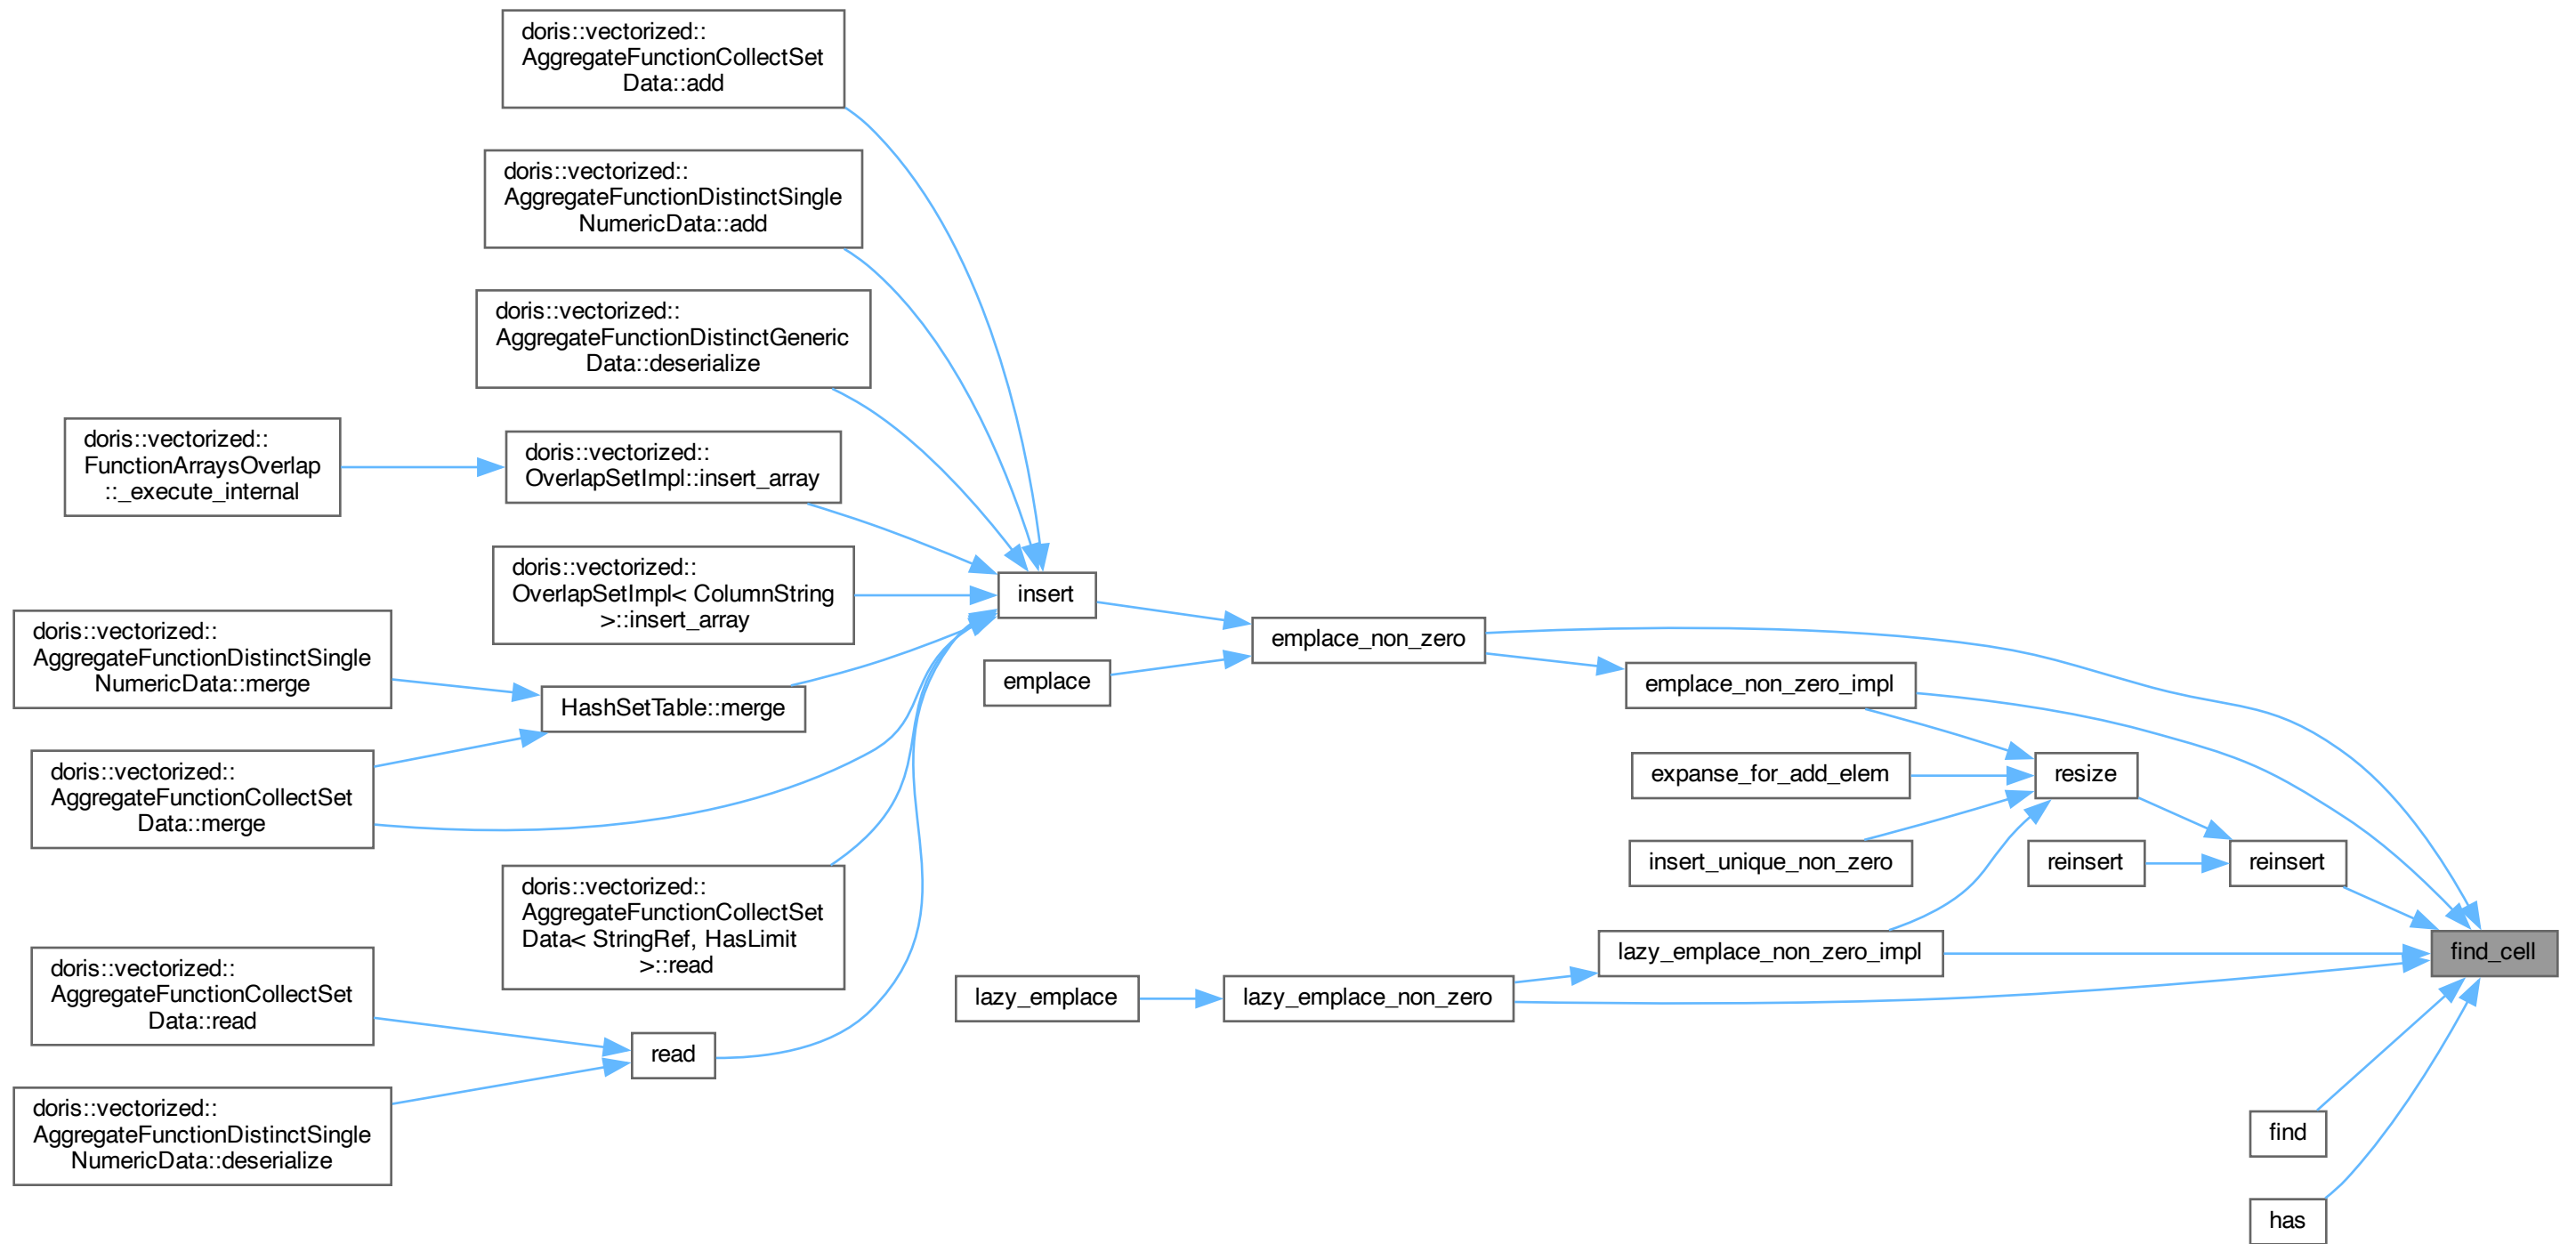 doris::vectorized::
AggregateFunctionCollectSet
Data::add
doris::vectorized::
AggregateFunctionDistinctSingle
NumericData::add
doris::vectorized::
AggregateFunctionDistinctGeneric
Data::deserialize
doris::vectorized::
FunctionArraysOverlap
::_execute_internal
doris::vectorized::
OverlapSetImpl::insert_array
doris::vectorized::
OverlapSetImpl< ColumnString
>::insert_array
insert
doris::vectorized::
AggregateFunctionDistinctSingle
NumericData::merge
HashSetTable::merge
emplace
emplace_non_zero
emplace_non_zero_impl
doris::vectorized::
AggregateFunctionCollectSet
Data::merge
expanse_for_add_elem
resize
insert_unique_non_zero
reinsert
reinsert
doris::vectorized::
AggregateFunctionCollectSet
Data< StringRef, HasLimit
>::read
lazy_emplace_non_zero_impl
find_cell
doris::vectorized::
AggregateFunctionCollectSet
Data::read
lazy_emplace
lazy_emplace_non_zero
read
doris::vectorized::
AggregateFunctionDistinctSingle
NumericData::deserialize
find
has